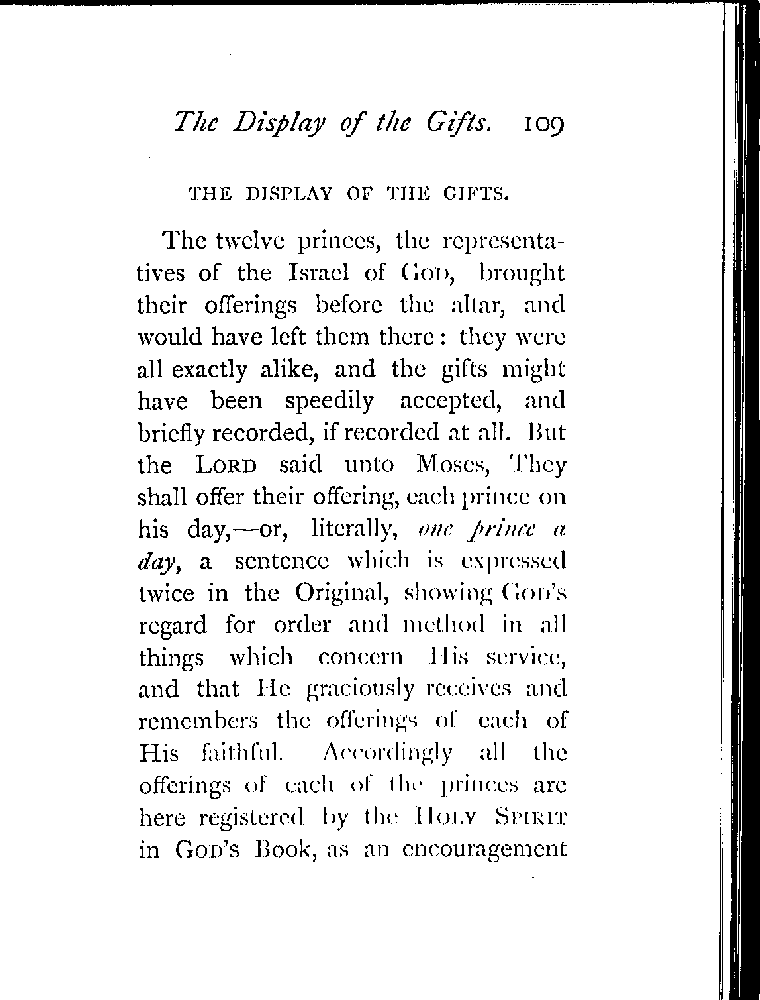 The Display of the Gifts. 109
THE DISPLAY OF THE GIFTS.
The twelve princes, the representa-
tives of the Israel of GOD, brought
their offerings before the altar, and
would have left them there: they were
all exactly alike, and the gifts might
have been speedily accepted, and
briefly recorded, if recorded at all. But
the LORD said unto Moses, They
shall offer their offering, each prince on
his day,—or, literally, one prince a
day, a sentence which is expressed
twice in the Original, showing GOD'S
regard for order and method in all
things which concern His service,
and that He graciously receives and
remembers the offerings of each of
His faithful. Accordingly all the
offerings of each of the princes are
here registered by the HOLY SPIRIT
in GOD'S Book, as an encouragement